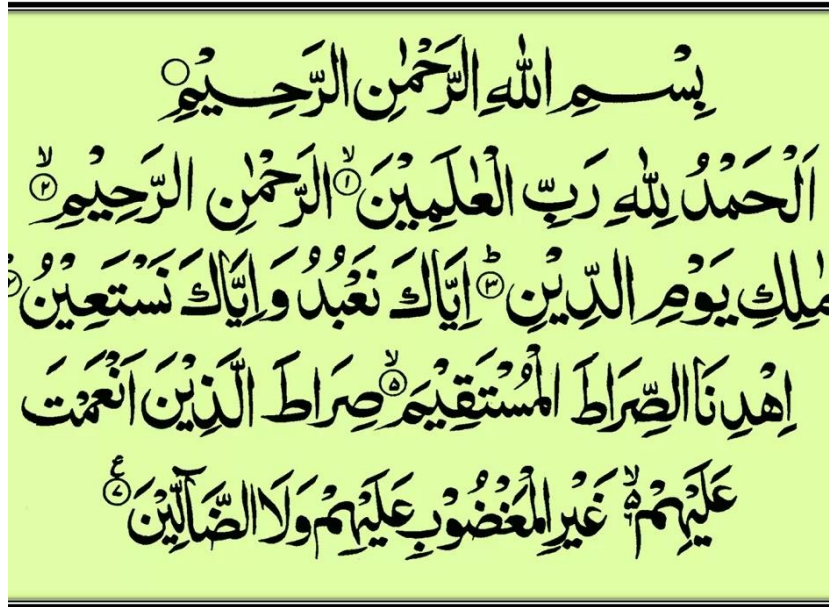 بِسْمِ اللهِ الرَّحْمٰنِ الرَّحِيْمِ
اَلْحَمْدُ لِلّٰهِ رَبِّ الْعٰلَمِيْنَ ۙ﴿۱﴾ الرَّحْمٰنِ الرَّحِيْمِ ۙ﴿۲﴾
مٰلِكِ يَوْمِ الدِّيْنِ ؕ﴿۳﴾ اِيَّاكَ نَعْبُدُ وَاِيَّاكَ نَسْتَعِيْنُ
اِهْدِنَا الصِّرَاطَ الْمُسْتَقِيْمَ ۙ﴿۵﴾ صِرَاطَ الَّذِيْنَ اَنْعَمْتَ
عَلَيْهِمْ ۙ۬ غَيْرِ الْمَغْضُوْبِ عَلَيْهِمْ وَلَا الضَّآلِّيْنَ ﴿۷﴾ ع